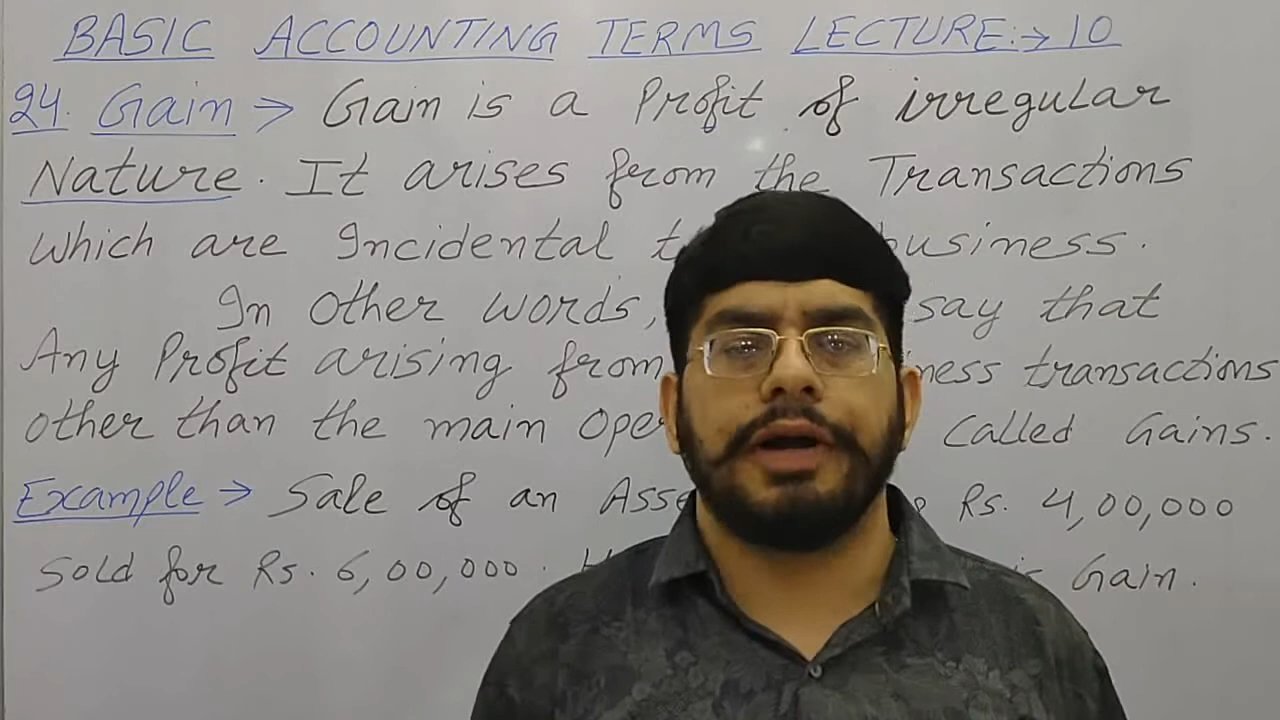 BASIC ACCOUNTING TERMS LECTURE:→ 10
24. Gain → Gain is a Profit of irregular
Nature. It arises from the Transactions
which are Incidental business.
In Other words, say that
Any Profit arising from transactions
other than the main called Gains.
Example → Sale of an Rs. 4,00,000
Sold for Rs. 6,00,000. Gain.